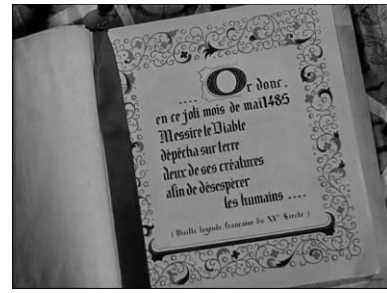 .... Or donc.
en ce joli mois de mai 1485
Messire le Diable
dépêcha sur terre
deux de ses créatures
afin de désespérer
les humains ....
( Vieille légende française du XVe Siècle )